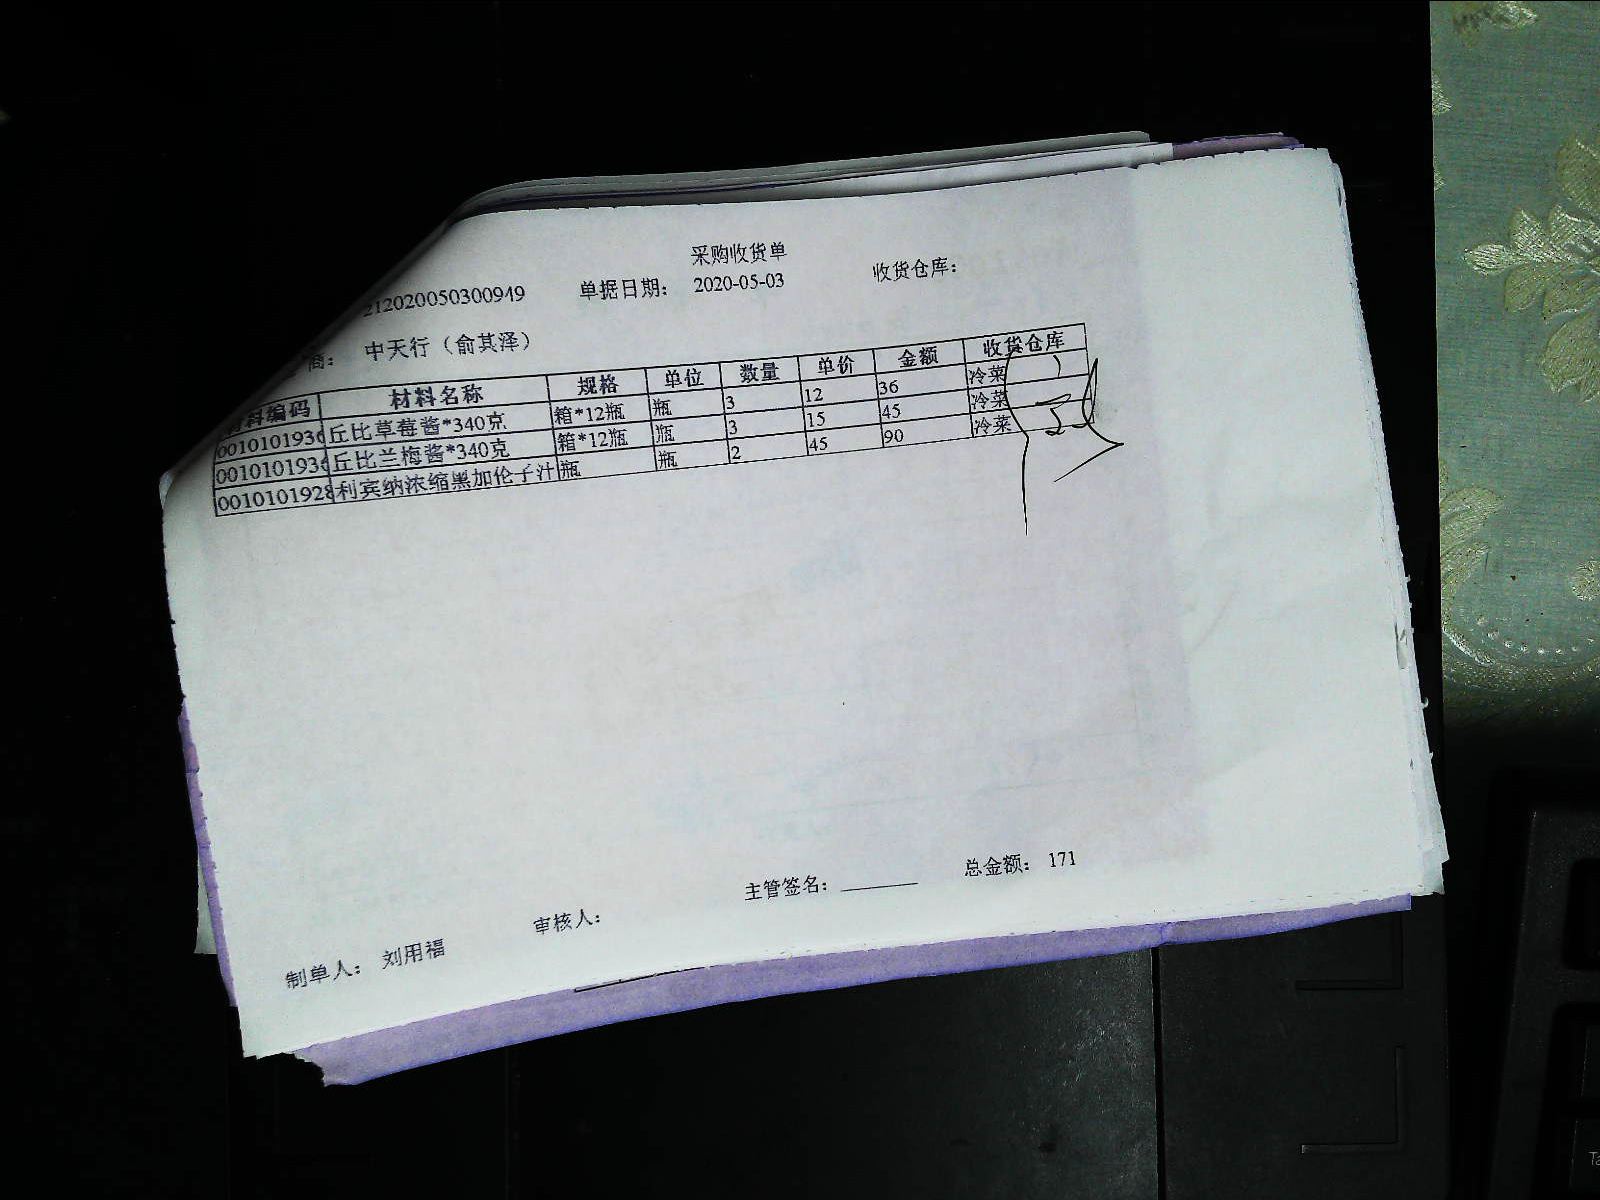 采购收货单
212020050300949 单据日期： 2020-05-03 收货仓库：
商： 中天行（俞其泽）
材料编码 材料名称 规格 单位 数量 单价 金额 收货仓库
0010101936 丘比草莓酱*340克 箱*12瓶 瓶 3 12 36 冷菜
0010101936 丘比兰梅酱*340克 箱*12瓶 瓶 3 15 45 冷菜
0010101928 利宾纳浓缩黑加伦子汁 瓶 瓶 2 45 90 冷菜
主管签名： 总金额： 171
制单人： 刘用福 审核人：